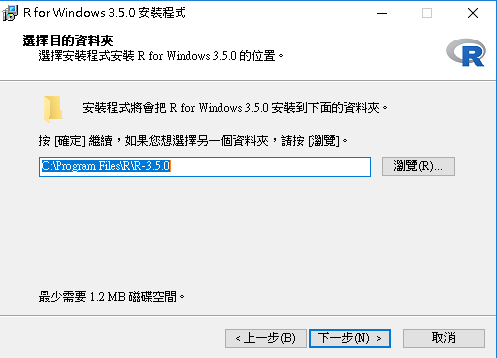 R for Windows 3.5.0 安裝程式
選擇目的資料夾
選擇安裝程式安裝 R for Windows 3.5.0 的位置。
R
安裝程式將會把 R for Windows 3.5.0 安裝到下面的資料夾。
按 [確定] 繼續，如果您想選擇另一個資料夾，請按 [瀏覽]。
C:\Program Files\R\R-3.5.0
瀏覽(R)...
最少需要 1.2 MB 磁碟空間。
< 上一步(B)
下一步(N) >
取消